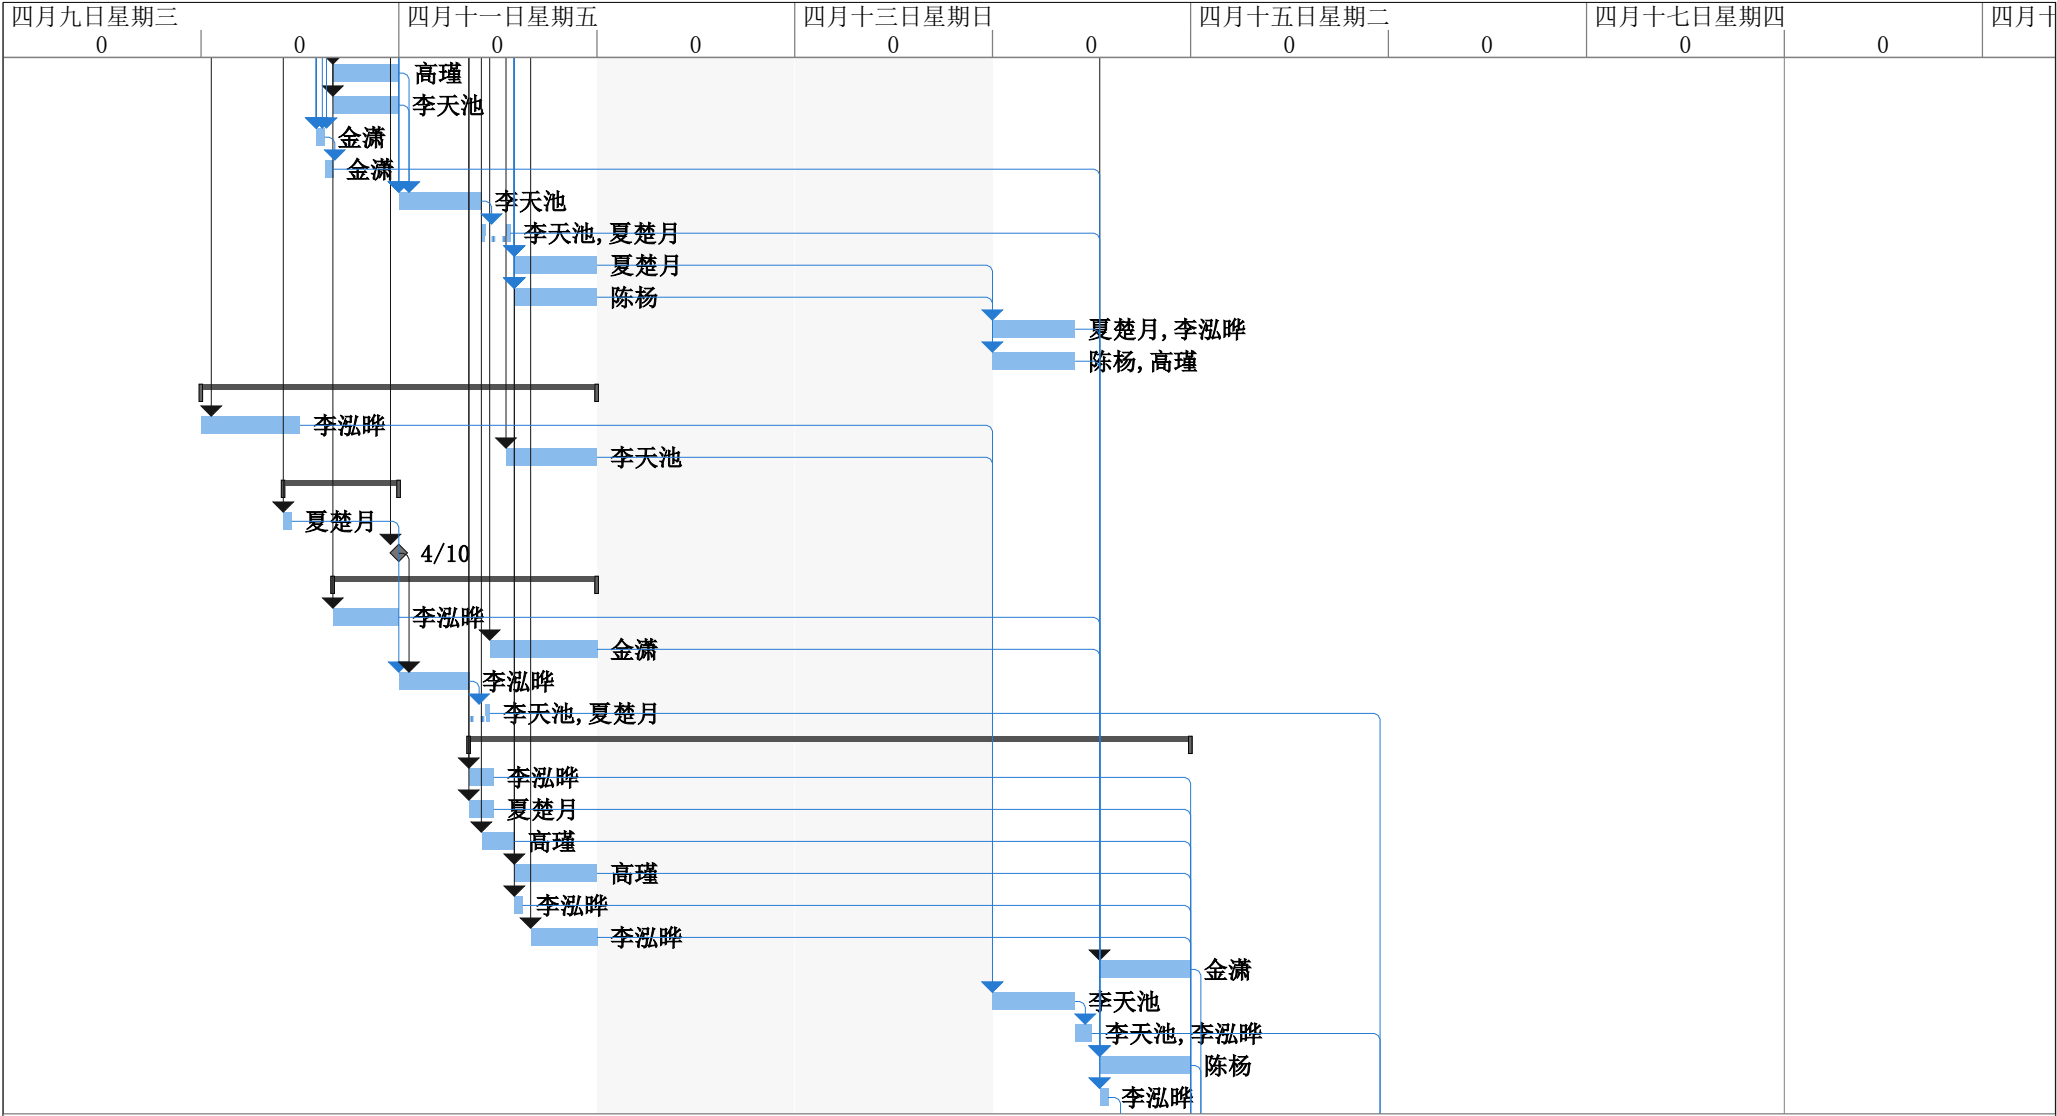 四月九日星期三 四月十一日星期五 四月十三日星期日 四月十五日星期二 四月十七日星期四 四月十
0 0 0 0 0 0 0 0 0 0
高瑾
李天池
金潇
金潇
李天池
李天池, 夏楚月
夏楚月
陈杨
夏楚月, 李泓晔
陈杨, 高瑾
李泓晔
李天池
夏楚月
4/10
李泓晔
金潇
李泓晔
李天池, 夏楚月
李泓晔
夏楚月
高瑾
高瑾
李泓晔
李泓晔
金潇
李天池
李天池, 李泓晔
陈杨
李泓晔